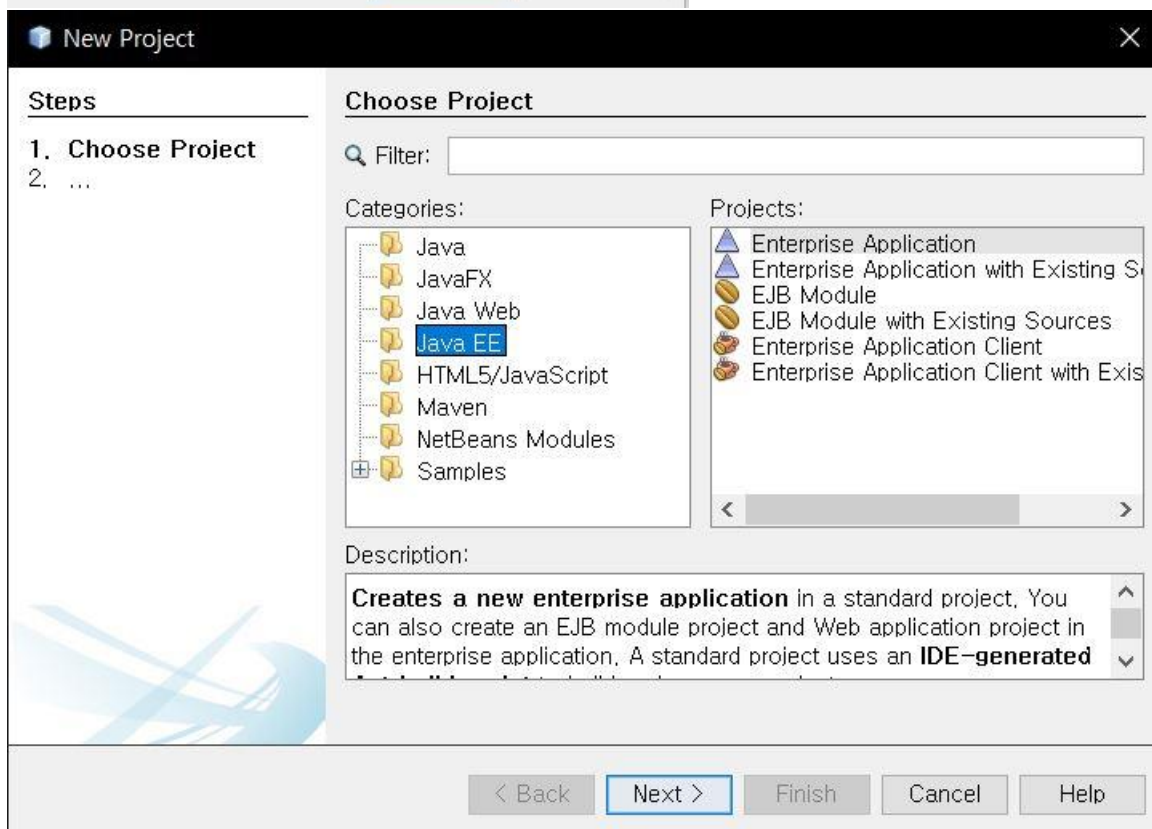 New Project
Steps
1. Choose Project
2. ...
Choose Project
Filter:
Categories:
Java
JavaFX
Java Web
Java EE
HTML5/JavaScript
Maven
NetBeans Modules
Samples
Projects:
Enterprise Application
Enterprise Application with Existing
EJB Module
EJB Module with Existing Sources
Enterprise Application Client
Enterprise Application Client with
Description:
Creates a new enterprise application in a standard project. You
can also create an EJB module project and Web application project in
the enterprise application. A standard project uses an IDE-generated
< Back
Next >
Finish
Cancel
Help